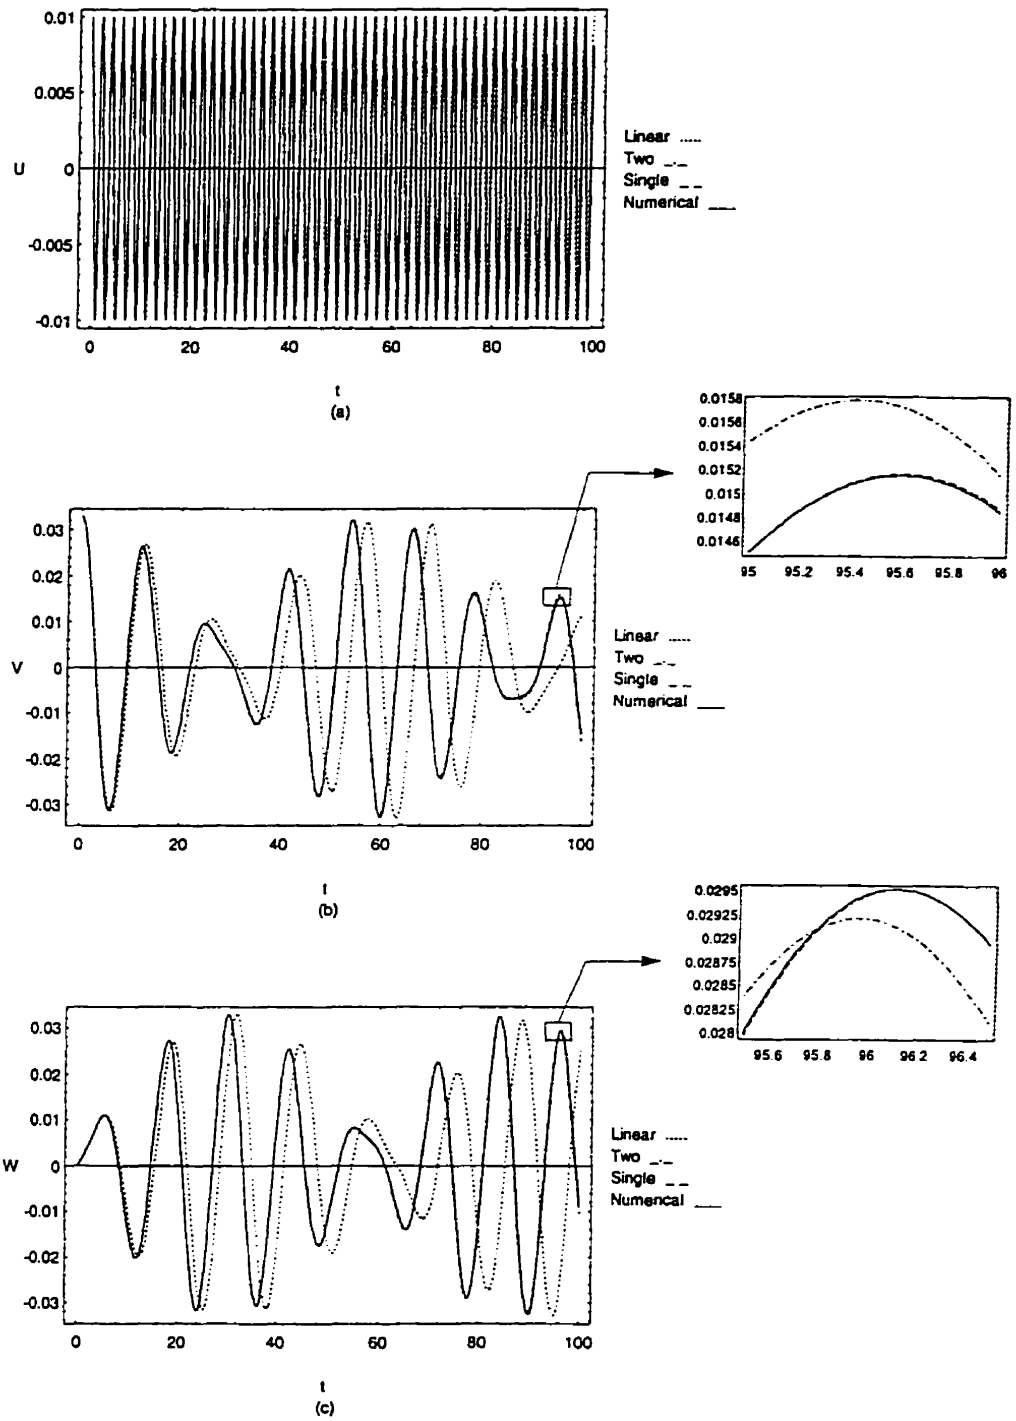 0.01
0.005
U
0
-0.005
-0.01
0 20 40 60 80 100
t
(a)
Linear .....
Two _._
Single _ _
Numerical ___
0.0158
0.0156
0.0154
0.0152
0.015
0.0148
0.0146
95 95.2 95.4 95.6 95.8 96
0.03
0.02
0.01
V 0
-0.01
-0.02
-0.03
0 20 40 60 80 100
t
(b)
Linear .....
Two _._
Single _ _
Numerical ___
0.0295
0.02925
0.029
0.02875
0.0285
0.02825
0.028
95.6 95.8 96 96.2 96.4
0.03
0.02
0.01
W 0
-0.01
-0.02
-0.03
0 20 40 60 80 100
t
(c)
Linear .....
Two _._
Single _ _
Numerical ___